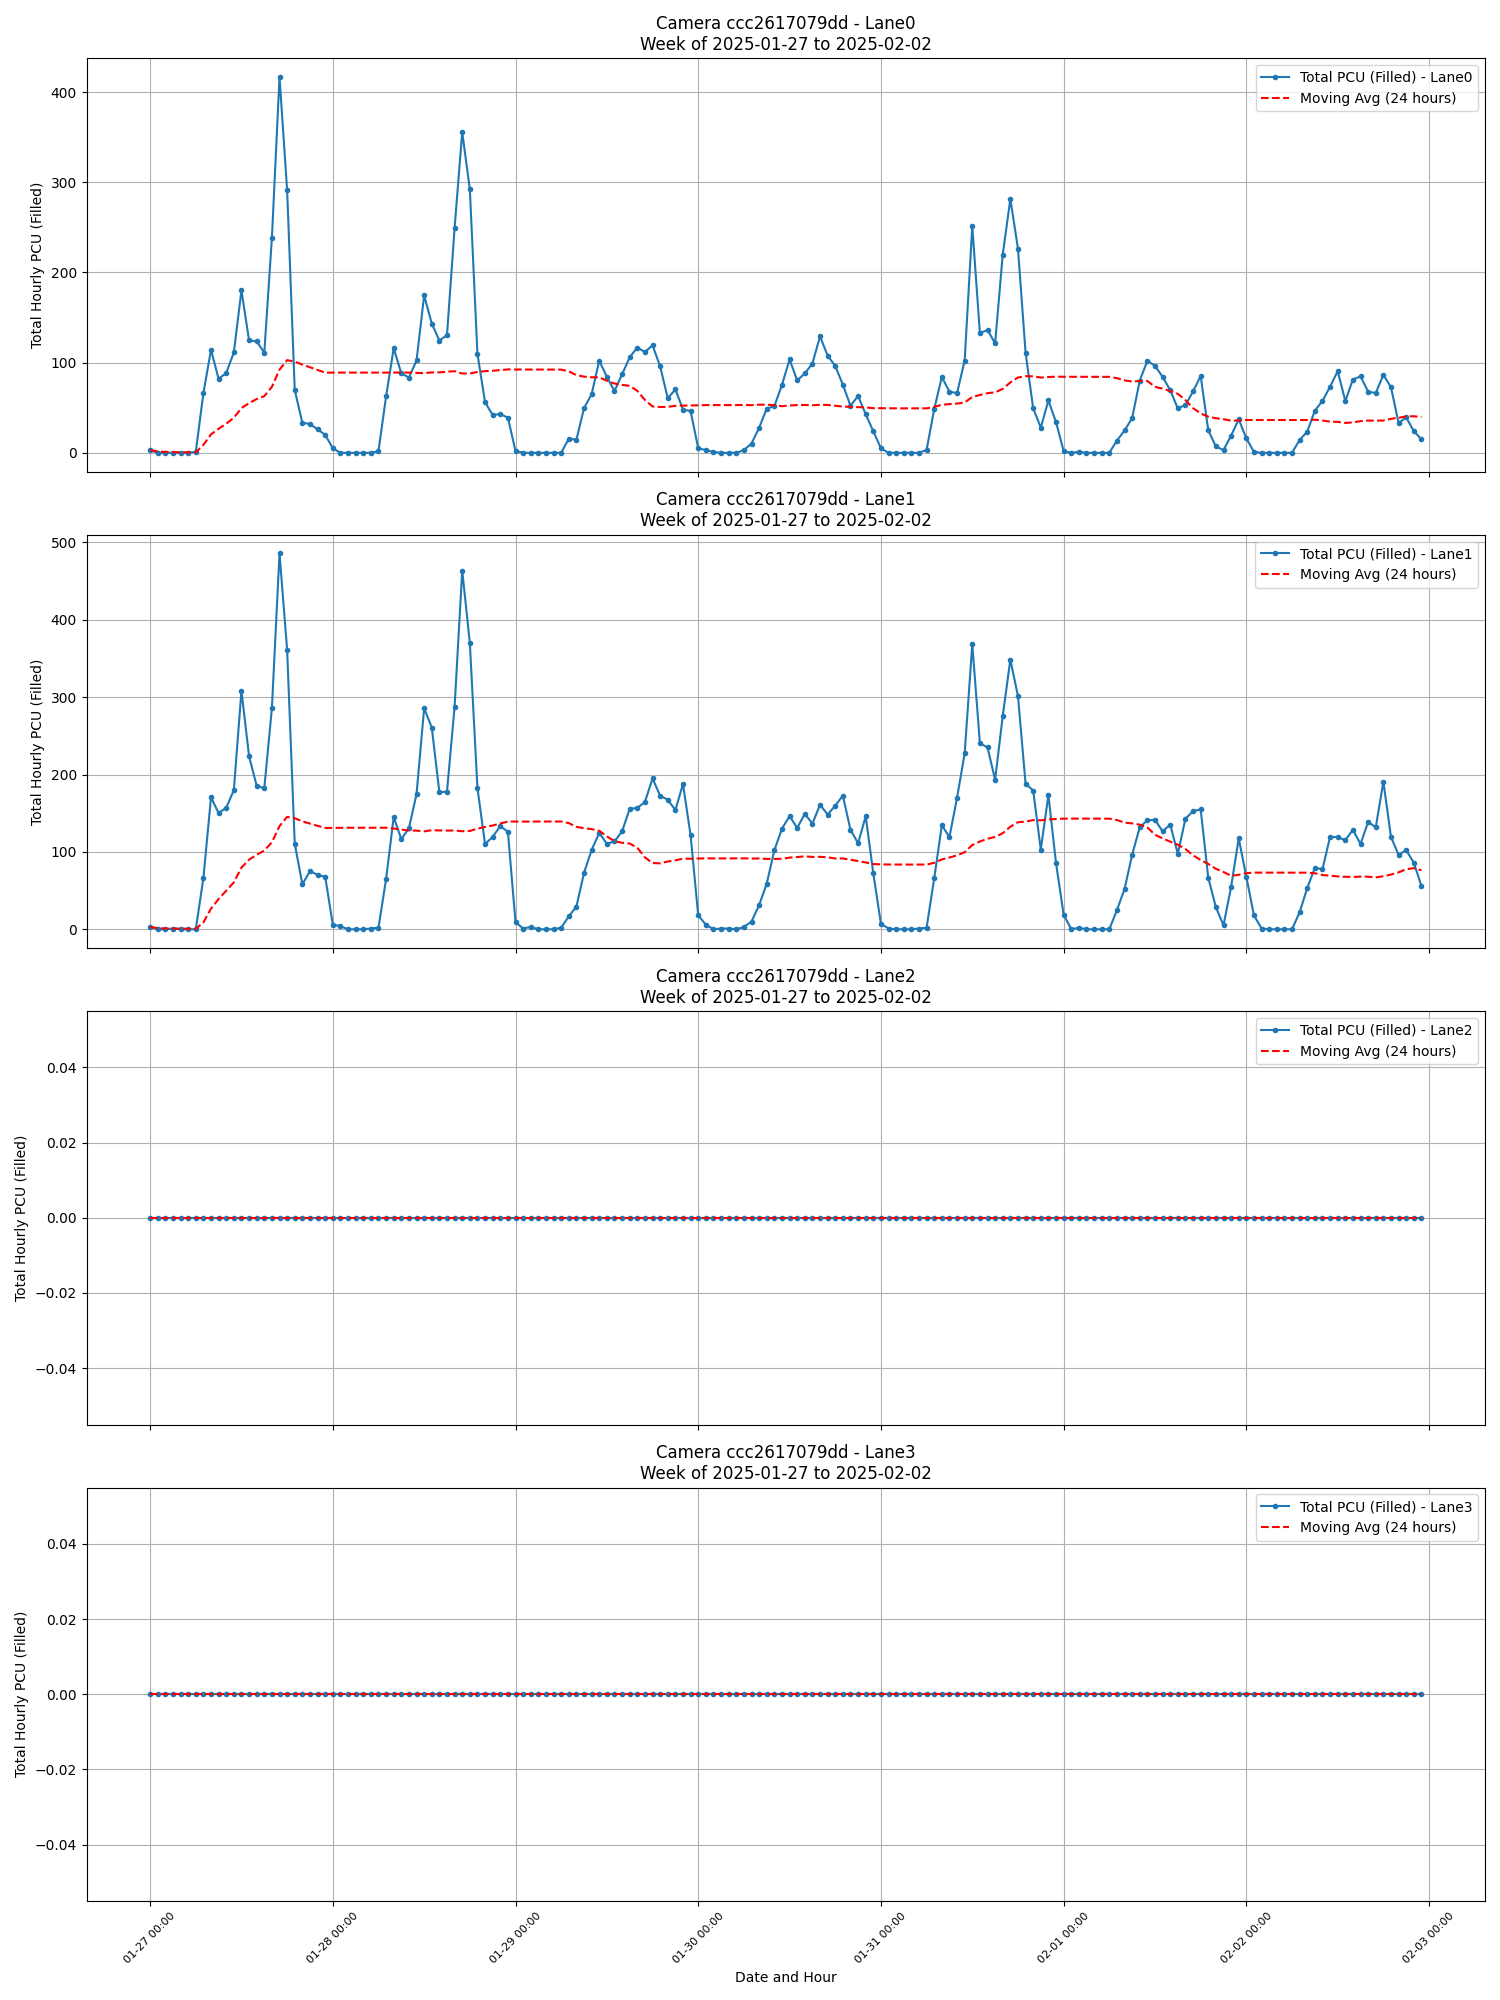 Camera ccc2617079dd - Lane0
Week of 2025-01-27 to 2025-02-02
Total PCU (Filled) - Lane0
Moving Avg (24 hours)
Total Hourly PCU (Filled)
400
300
200
100
0
Camera ccc2617079dd - Lane1
Week of 2025-01-27 to 2025-02-02
Total PCU (Filled) - Lane1
Moving Avg (24 hours)
Total Hourly PCU (Filled)
500
400
300
200
100
0
Camera ccc2617079dd - Lane2
Week of 2025-01-27 to 2025-02-02
Total PCU (Filled) - Lane2
Moving Avg (24 hours)
Total Hourly PCU (Filled)
0.04
0.02
0.00
−0.02
−0.04
Camera ccc2617079dd - Lane3
Week of 2025-01-27 to 2025-02-02
Total PCU (Filled) - Lane3
Moving Avg (24 hours)
Total Hourly PCU (Filled)
0.04
0.02
0.00
−0.02
−0.04
01-27 00:00
01-28 00:00
01-29 00:00
01-30 00:00
01-31 00:00
02-01 00:00
02-02 00:00
02-03 00:00
Date and Hour